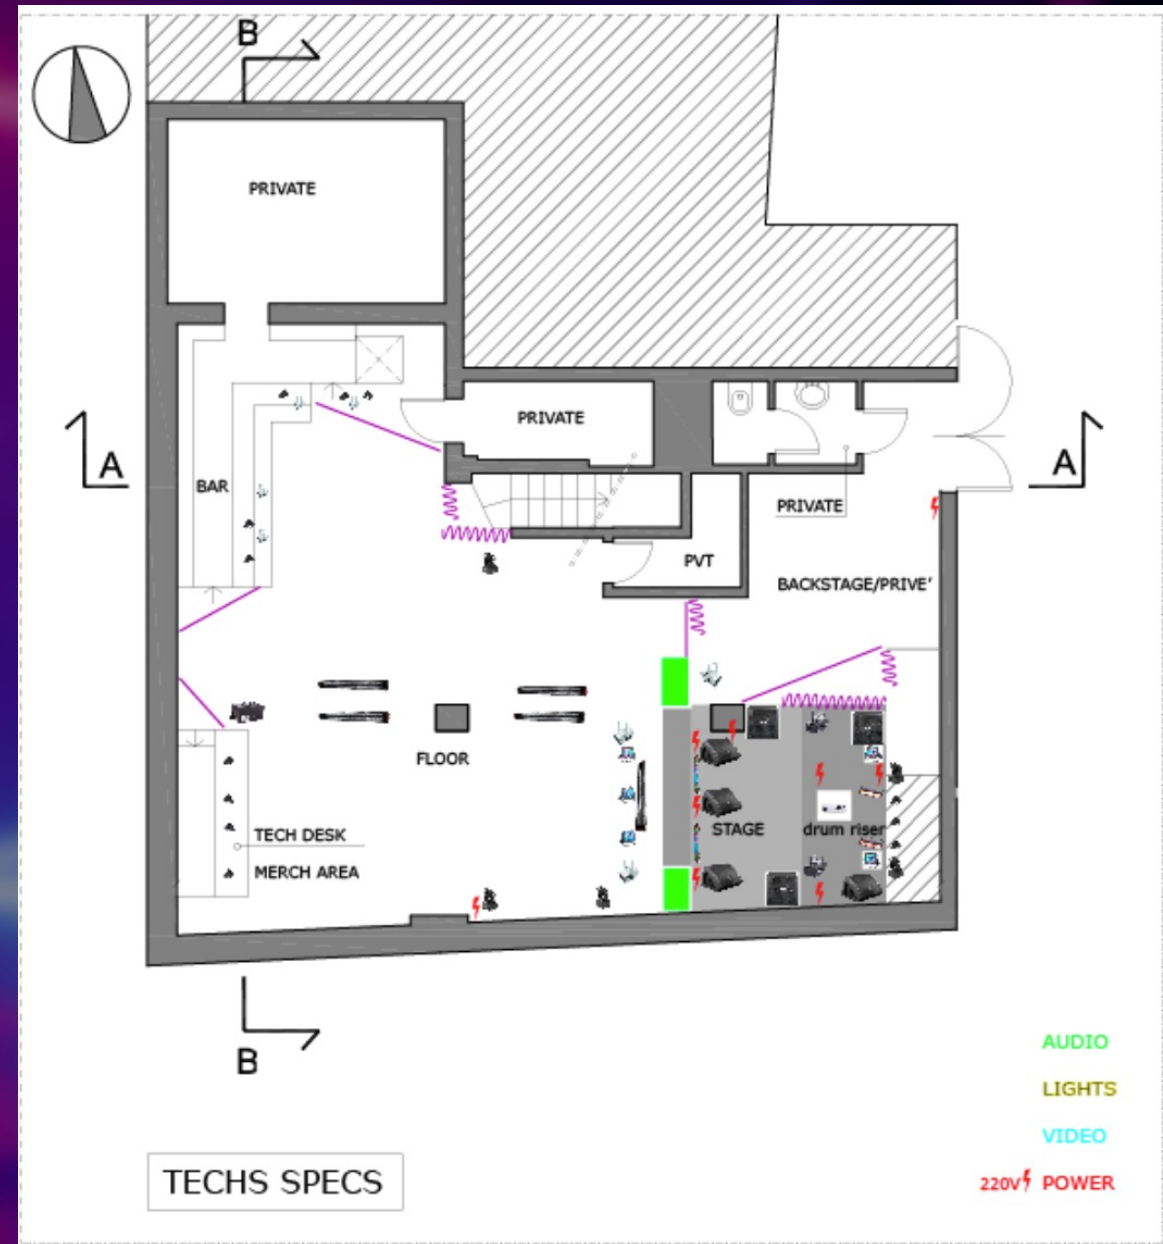 B
PRIVATE
PRIVATE
A
A
BAR
PRIVATE
PVT
BACKSTAGE/PRIVE'
FLOOR
STAGE
drum riser
TECH DESK
MERCH AREA
B
AUDIO
LIGHTS
VIDEO
220V POWER
TECHS SPECS